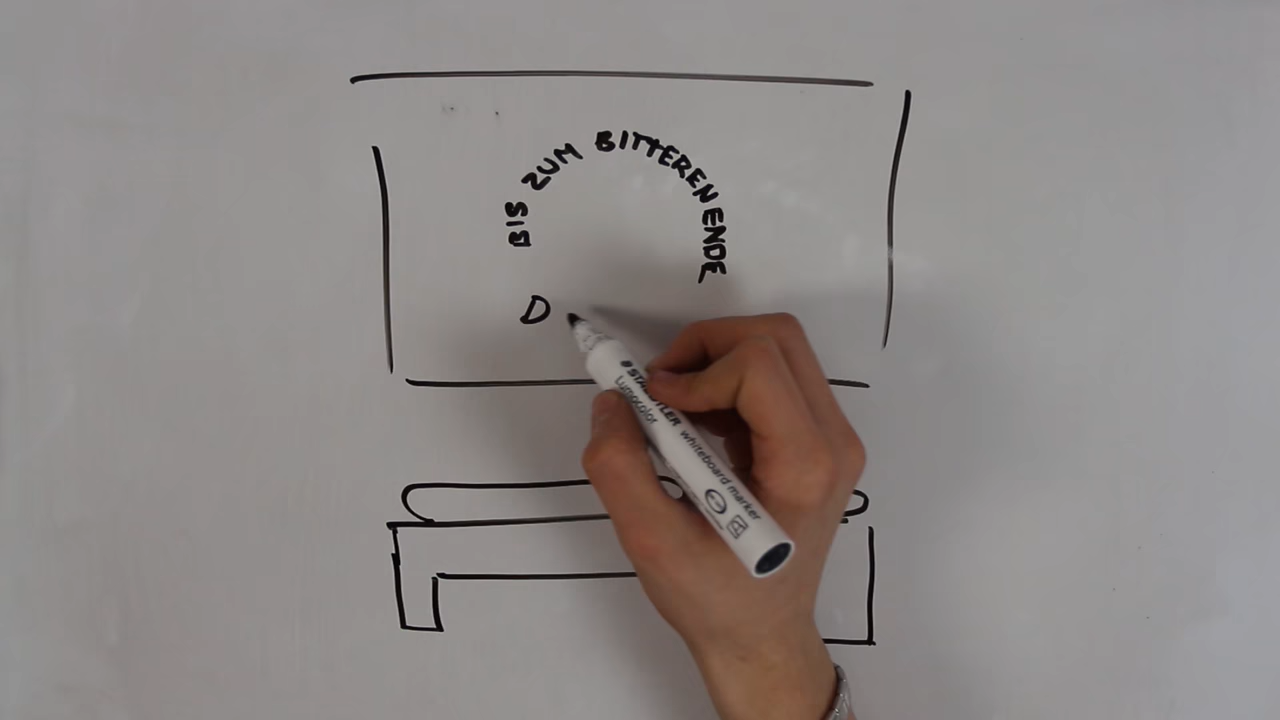 BIS ZUM BITTEREN ENDE
D
STAEDTLER
Lumocolor
whiteboard marker